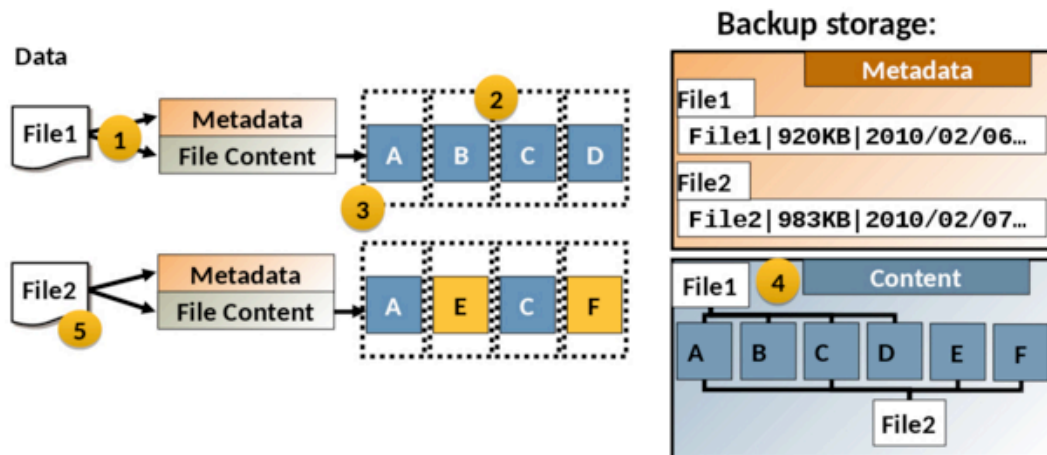 Backup storage:
Data
File1
1
Metadata
File Content
2
A B C D
3
File2
5
Metadata
File Content
A E C F
Metadata
File1
File1|920KB|2010/02/06…
File2
File2|983KB|2010/02/07…
File1
4
Content
A B C D E F
File2